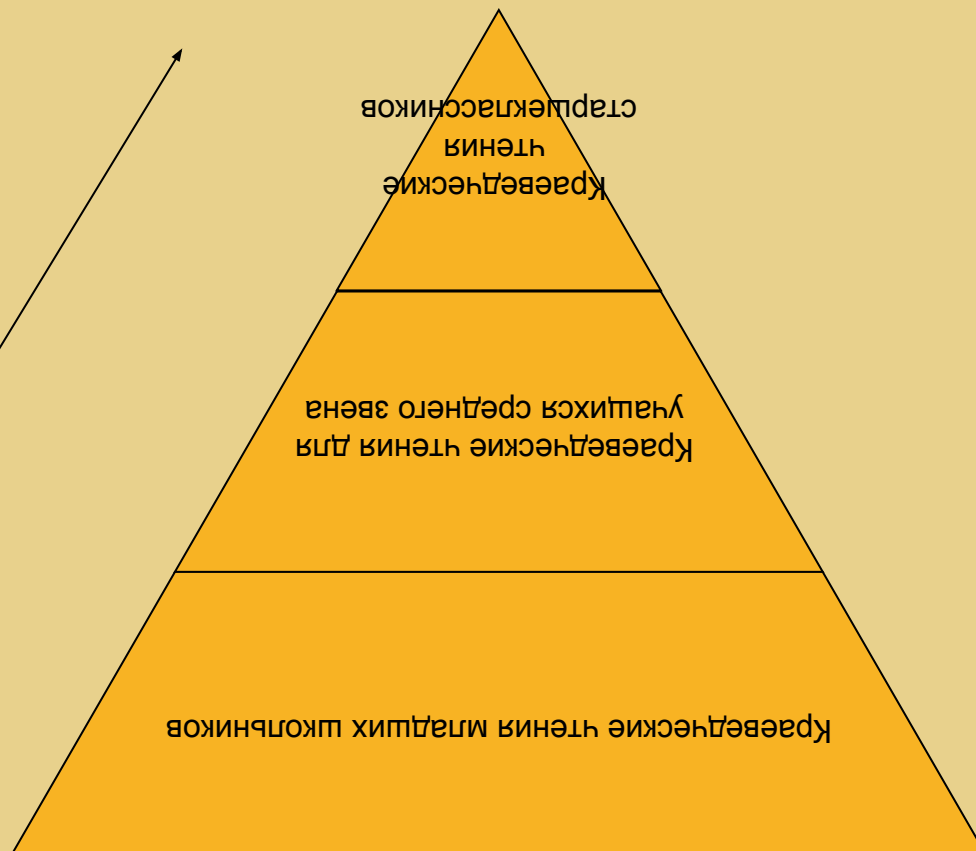 Краеведческие чтения младших школьников
Краеведческие чтения для
учащихся среднего звена
Краеведческие
чтения
старшеклассников